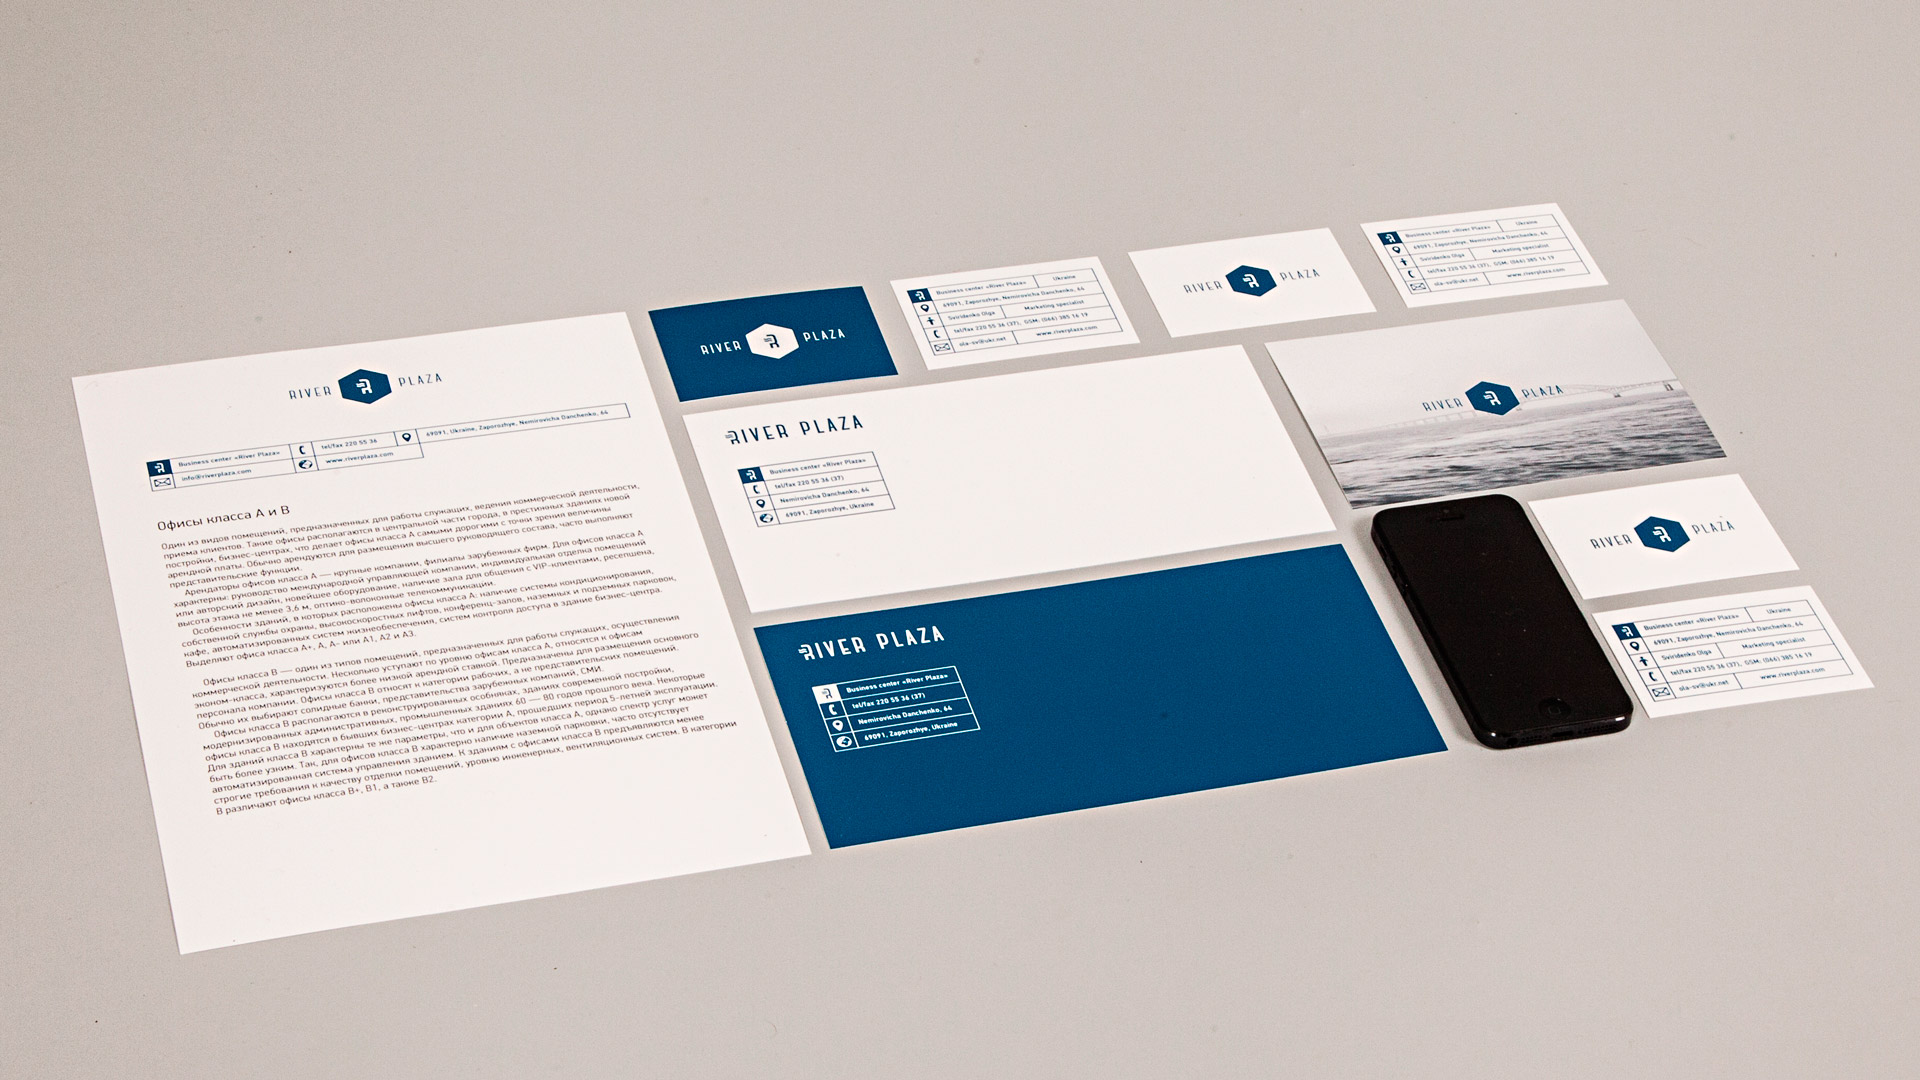 RIVER PLAZA
Business center «River Plaza»
tel/fax 220 55 36
69091, Ukraine, Zaporozhye, Nemirovicha Danchenko, 64
info@riverplaza.com
www.riverplaza.com
Офисы класса А и В
Один из видов помещений, предназначенных для работы служащих, ведения коммерческой деятельности,
приема клиентов. Такие офисы располагаются в центральной части города, в престижных зданиях новой
постройки, бизнес-центрах, что делает офисы класса А самыми дорогими с точки зрения величины
арендной платы. Обычно арендуются для размещения высшего руководящего состава, часто выполняют
представительские функции.
Арендаторы офисов класса А — крупные компании, филиалы зарубежных фирм. Для офисов класса А
характерны: руководство международной управляющей компании, индивидуальная отделка помещений
или авторский дизайн, новейшее оборудование, наличие зала для общения с VIP-клиентами, ресепшена,
высота этажа не менее 3,6 м, оптико-волоконные телекоммуникации.
Особенности зданий, в которых расположены офисы класса А: наличие системы кондиционирования,
собственной службы охраны, высокоскоростных лифтов, конференц-залов, наземных и подземных парковок,
кафе, автоматизированных систем жизнеобеспечения, систем контроля доступа в здание бизнес-центра.
Выделяют офиса класса А+, А, А- или А1, А2 и А3.
Офисы класса В — один из типов помещений, предназначенных для работы служащих, осуществления
коммерческой деятельности. Несколько уступают по уровню офисам класса А, относятся к офисам
эконом-класса, характеризуются более низкой арендной ставкой. Предназначены для размещения основного
персонала компании. Офисы класса В относят к категории рабочих, а не представительских помещений.
Обычно их выбирают солидные банки, представительства зарубежных компаний, СМИ.
Офисы класса В располагаются в реконструированных особняках, зданиях современной постройки,
модернизированных административных, промышленных зданиях 60 — 80 годов прошлого века. Некоторые
офисы класса В находятся в бывших бизнес-центрах категории А, прошедших период 5-летней эксплуатации.
Для зданий класса В характерны те же параметры, что и для объектов класса А, однако спектр услуг может
быть более узким. Так, для офисов класса В характерно наличие наземной парковки, часто отсутствует
автоматизированная система управления зданием. К зданиям с офисами класса В предъявляются менее
строгие требования к качеству отделки помещений, уровню инженерных, вентиляционных систем. В категории
В различают офисы класса В+, В1, а также В2.
RIVER PLAZA
Business center «River Plaza» Ukraine
69091, Zaporozhye, Nemirovicha Danchenko, 64
Sviridenko Olga Marketing specialist
tel/fax 220 55 36 (37), GSM: (066) 385 16 19
ola-sv@ukr.net www.riverplaza.com
RIVER PLAZA
Business center «River Plaza» Ukraine
69091, Zaporozhye, Nemirovicha Danchenko, 64
Sviridenko Olga Marketing specialist
tel/fax 220 55 36 (37), GSM: (066) 385 16 19
ola-sv@ukr.net www.riverplaza.com
RIVER PLAZA
Business center «River Plaza»
tel/fax 220 55 36 (37)
Nemirovicha Danchenko, 64
69091, Zaporozhye, Ukraine
RIVER PLAZA
RIVER PLAZA
Business center «River Plaza»
tel/fax 220 55 36 (37)
Nemirovicha Danchenko, 64
69091, Zaporozhye, Ukraine
RIVER PLAZA
Business center «River Plaza» Ukraine
69091, Zaporozhye, Nemirovicha Danchenko, 64
Sviridenko Olga Marketing specialist
tel/fax 220 55 36 (37), GSM: (066) 385 16 19
ola-sv@ukr.net www.riverplaza.com